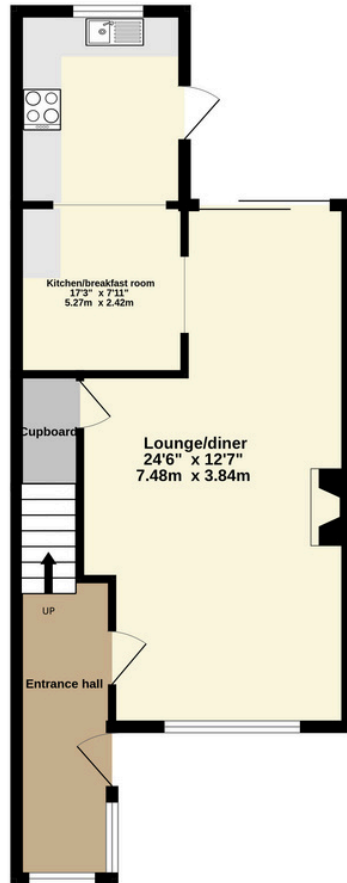 Kitchen/breakfast room
17'3" x 7'11"
5.27m x 2.42m
Cupboard
Lounge/diner
24'6" x 12'7"
7.48m x 3.84m
UP
Entrance hall